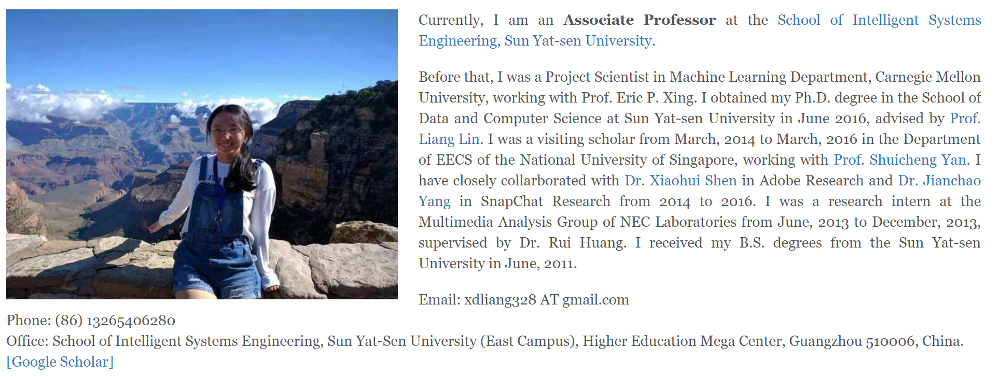 Currently, I am an Associate Professor at the School of Intelligent Systems
Engineering, Sun Yat-sen University.
Before that, I was a Project Scientist in Machine Learning Department, Carnegie Mellon
University, working with Prof. Eric P. Xing. I obtained my Ph.D. degree in the School of
Data and Computer Science at Sun Yat-sen University in June 2016, advised by Prof.
Liang Lin. I was a visiting scholar from March, 2014 to March, 2016 in the Department
of EECS of the National University of Singapore, working with Prof. Shuicheng Yan. I
have closely collarborated with Dr. Xiaohui Shen in Adobe Research and Dr. Jianchao
Yang in SnapChat Research from 2014 to 2016. I was a research intern at the
Multimedia Analysis Group of NEC Laboratories from June, 2013 to December, 2013,
supervised by Dr. Rui Huang. I received my B.S. degrees from the Sun Yat-sen
University in June, 2011.
Email: xdliang328 AT gmail.com
Phone: (86) 13265406280
Office: School of Intelligent Systems Engineering, Sun Yat-Sen University (East Campus), Higher Education Mega Center, Guangzhou 510006, China.
[Google Scholar]